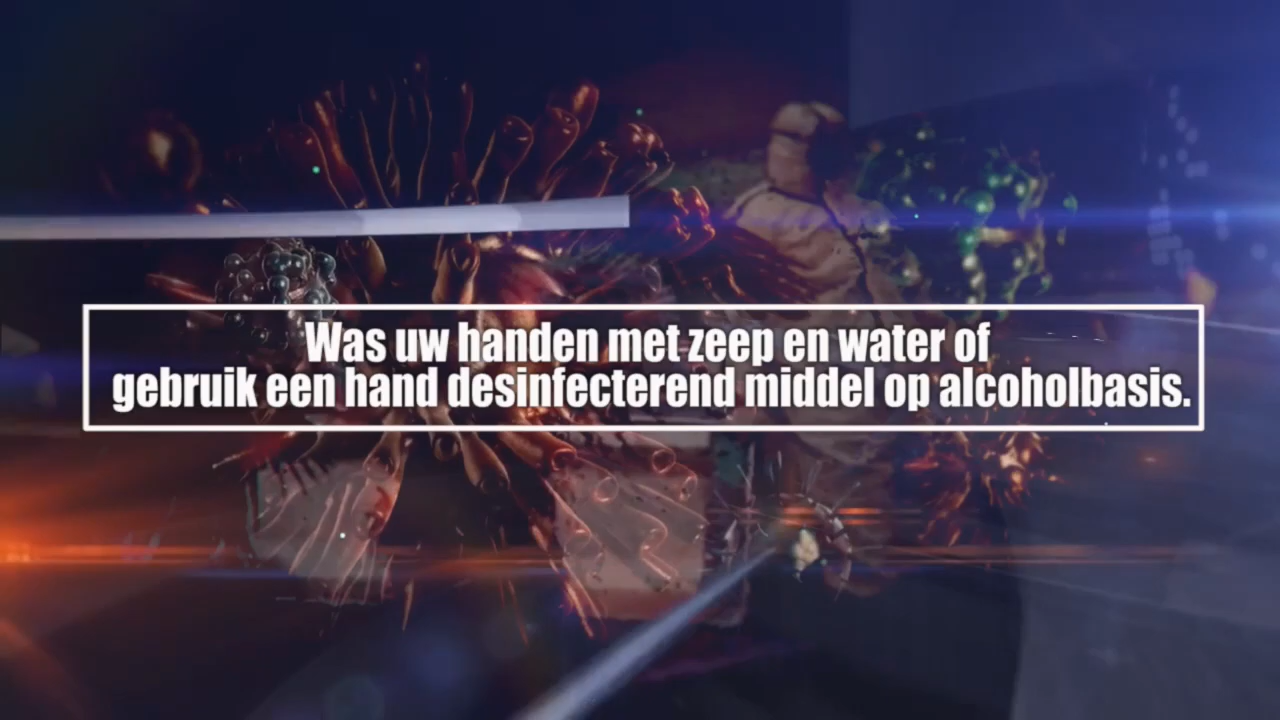 Was uw handen met zeep en water of
gebruik een hand desinfecterend middel op alcoholbasis.